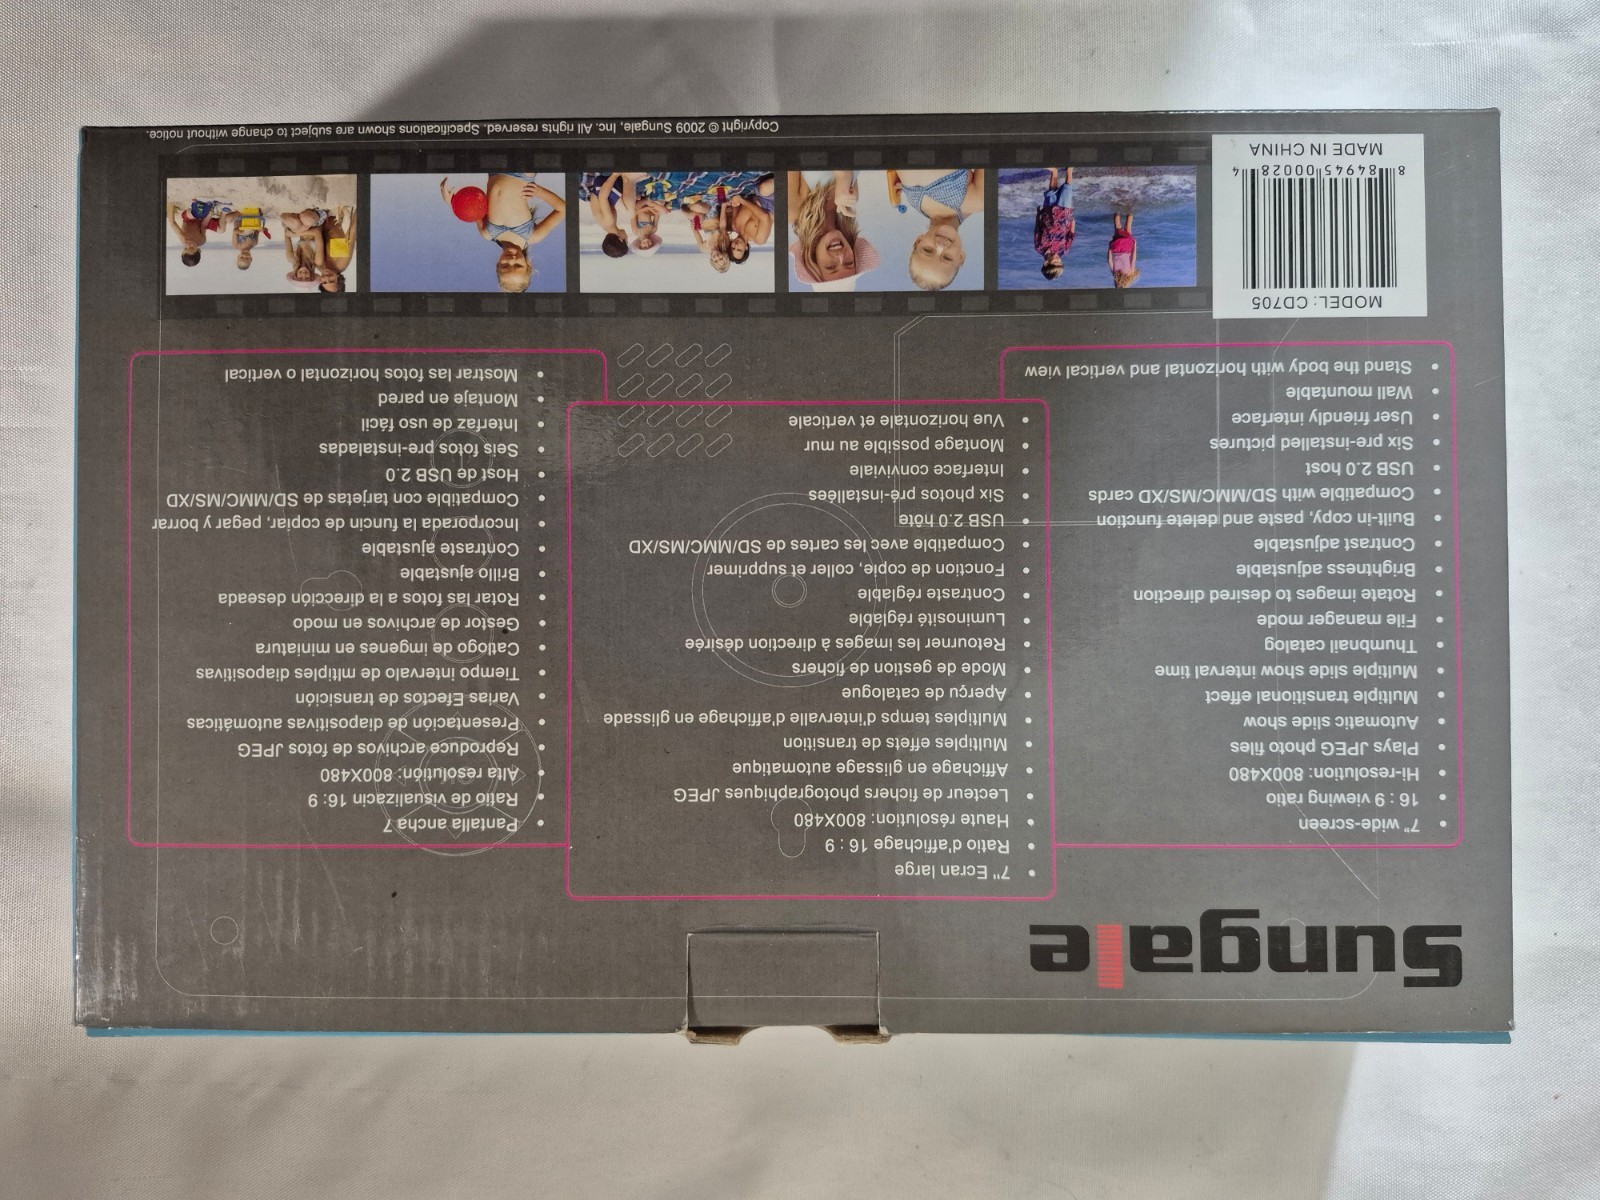 Sungale
7" wide-screen
16 : 9 viewing ratio
Hi-resolution: 800X480
Plays JPEG photo files
Automatic slide show
Multiple transitional effect
Multiple slide show interval time
Thumbnail catalog
File manager mode
Rotate images to desired direction
Brightness adjustable
Contrast adjustable
Built-in copy, paste and delete function
Compatible with SD/MMC/MS/XD cards
USB 2.0 host
Six pre-installed pictures
User friendly interface
Wall mountable
Stand the body with horizontal and vertical view
7" Ecran large
Ratio d'affichage 16 : 9
Haute résolution: 800X480
Lecteur de fichers photographiques JPEG
Affichage en glissage automatique
Multiples effets de transition
Multiples temps d'intervalle d'affichage en glissade
Aperçu de catalogue
Mode de gestion de fichers
Retourner les images à direction désirée
Luminosité réglable
Contraste réglable
Fonction de copie, coller et supprimer
Compatible avec les cartes de SD/MMC/MS/XD
USB 2.0 hôte
Six photos pré-installées
Interface conviviale
Montage possible au mur
Vue horizontale et verticale
Pantalla ancha 7
Ratio de visualizacin 16: 9
Alta resolútión: 800X480
Reproduce archivos de fotos JPEG
Presentación de diapositivas automáticas
Varias Efectos de transición
Tiempo intervalo de mltiples diapositivas
Catlogo de imgenes en miniatura
Gestor de archivos en modo
Rotar las fotos a la dirección deseada
Brillo ajustable
Contraste ajustable
Incorporada la funcin de copiar, pegar y borrar
Compatible con tarjetas de SD/MMC/MS/XD
Host de USB 2.0
Seis fotos pre-instaladas
Interfaz de uso fácil
Montaje en pared
Mostrar las fotos horizontal o vertical
MODEL: CD705
8 84945 00028 4
MADE IN CHINA
Copyright © 2009 Sungale, Inc. All rights reserved. Specifications shown are subject to change without notice.